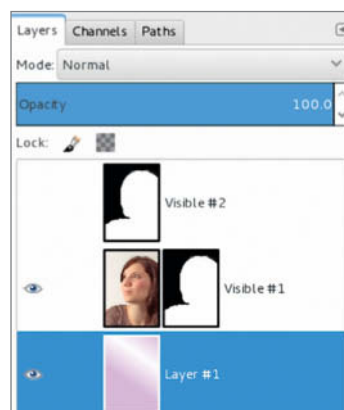 Layers Channels Paths
Mode: Normal
Opacity 100.0
Lock:
Visible #2
Visible #1
Layer #1